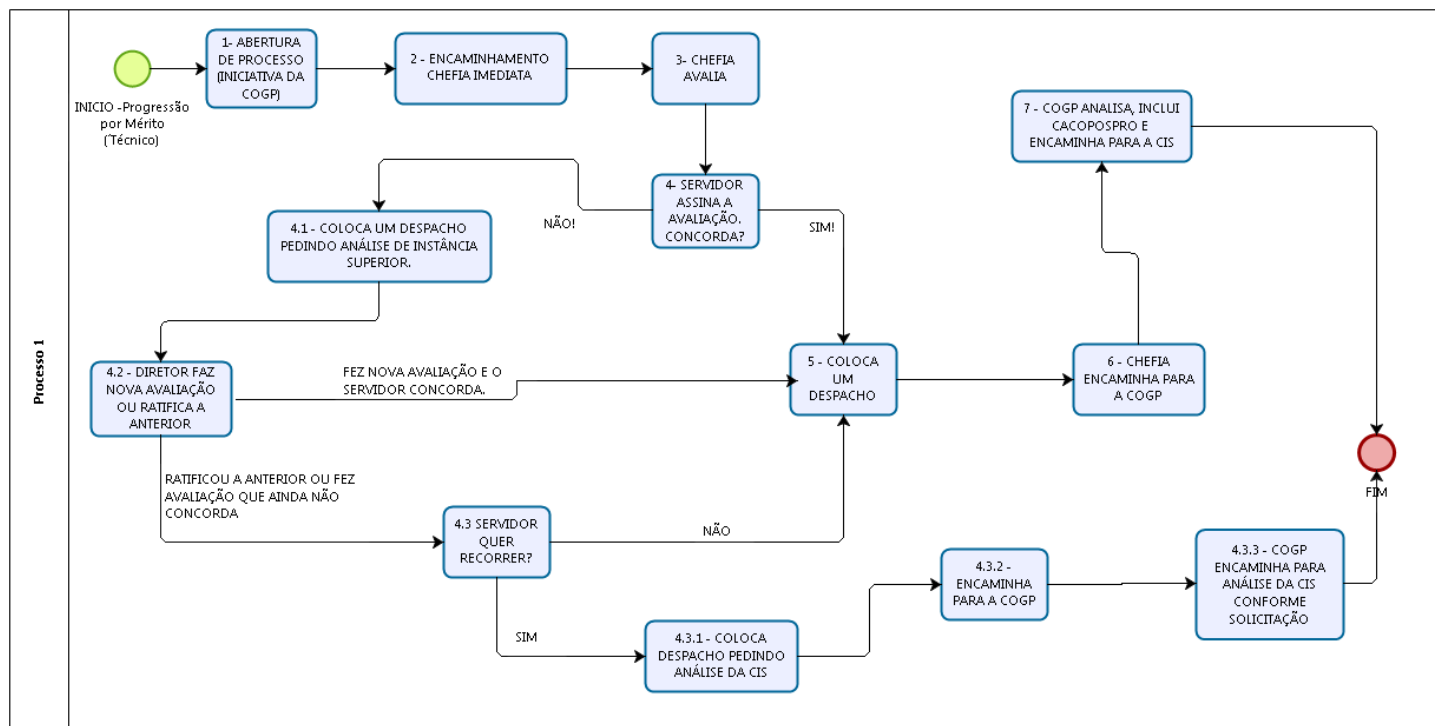 Processo 1
INICIO -Progressão
por Mérito
(Técnico)
1- ABERTURA
DE PROCESSO
(INICIATIVA DA
COGP)
2 - ENCAMINHAMENTO
CHEFIA IMEDIATA
3- CHEFIA
AVALIA
4- SERVIDOR
ASSINA A
AVALIAÇÃO.
CONCORDA?
NÃO!
SIM!
4.1 - COLOCA UM DESPACHO
PEDINDO ANÁLISE DE INSTÂNCIA
SUPERIOR.
4.2 - DIRETOR FAZ
NOVA AVALIAÇÃO
OU RATIFICA A
ANTERIOR
FEZ NOVA AVALIAÇÃO E O
SERVIDOR CONCORDA.
RATIFICOU A ANTERIOR OU FEZ
AVALIAÇÃO QUE AINDA NÃO
CONCORDA
4.3 SERVIDOR
QUER
RECORRER?
NÃO
SIM
4.3.1 - COLOCA
DESPACHO PEDINDO
ANÁLISE DA CIS
4.3.2 -
ENCAMINHA
PARA A COGP
4.3.3 - COGP
ENCAMINHA PARA
ANÁLISE DA CIS
CONFORME
SOLICITAÇÃO
5 - COLOCA
UM
DESPACHO
6 - CHEFIA
ENCAMINHA PARA
A COGP
7 - COGP ANALISA, INCLUI
CACOPOSPRO E
ENCAMINHA PARA A CIS
FIM